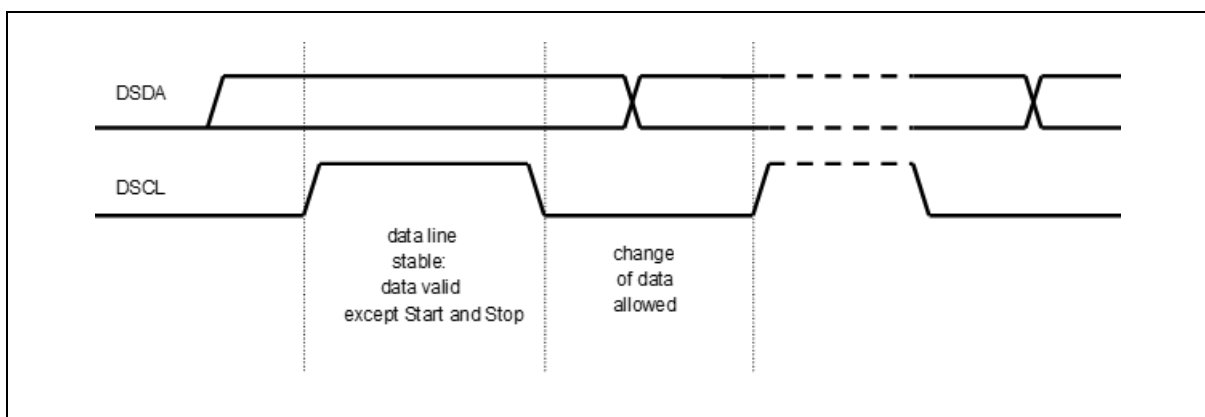 DSDA
DSCL
data line
stable:
data valid
except Start and Stop
change
of data
allowed